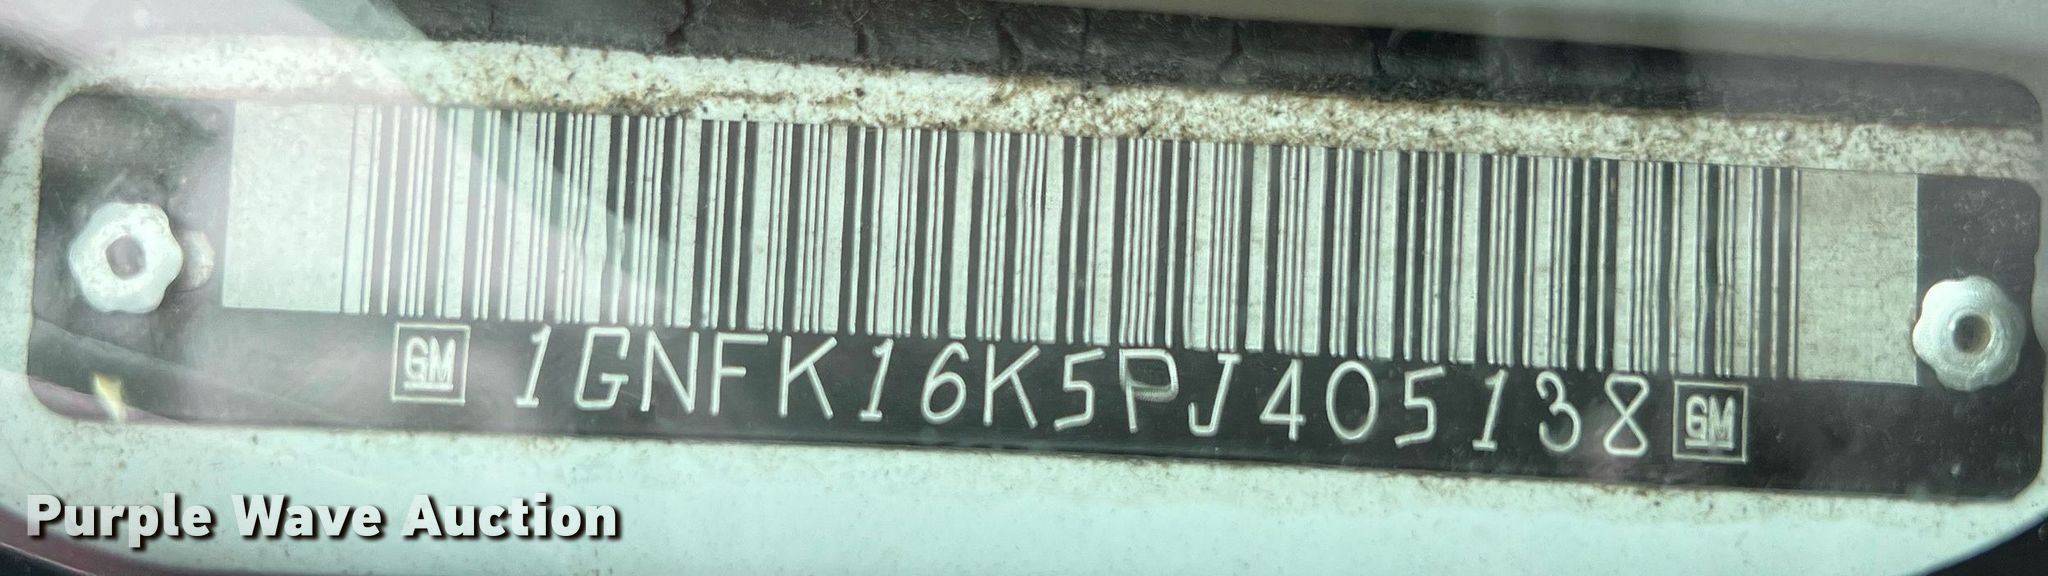 GM 1GNFK16K5PJ405138 GM
Purple Wave Auction